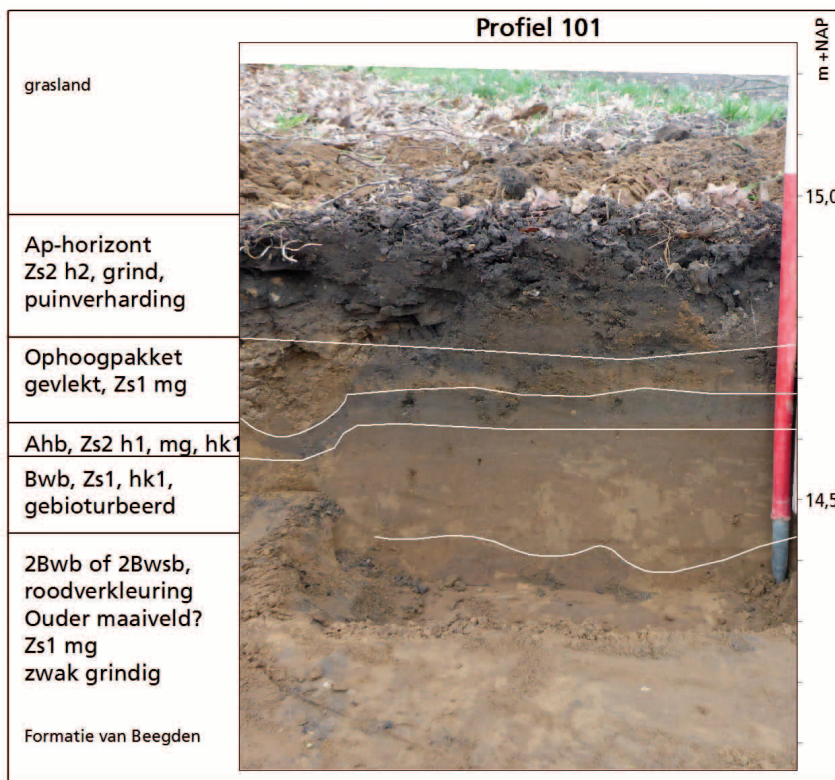 Profiel 101
m +NAP
grasland
15,0
Ap-horizont
Zs2 h2, grind,
puinverharding
Ophoogpakket
gevlekt, Zs1 mg
Ahb, Zs2 h1, mg, hk1
Bwb, Zs1, hk1,
gebioturbeerd
14,5
2Bwb of 2Bwsb,
roodverkleuring
Ouder maaiveld?
Zs1 mg
zwak grindig
Formatie van Beegden